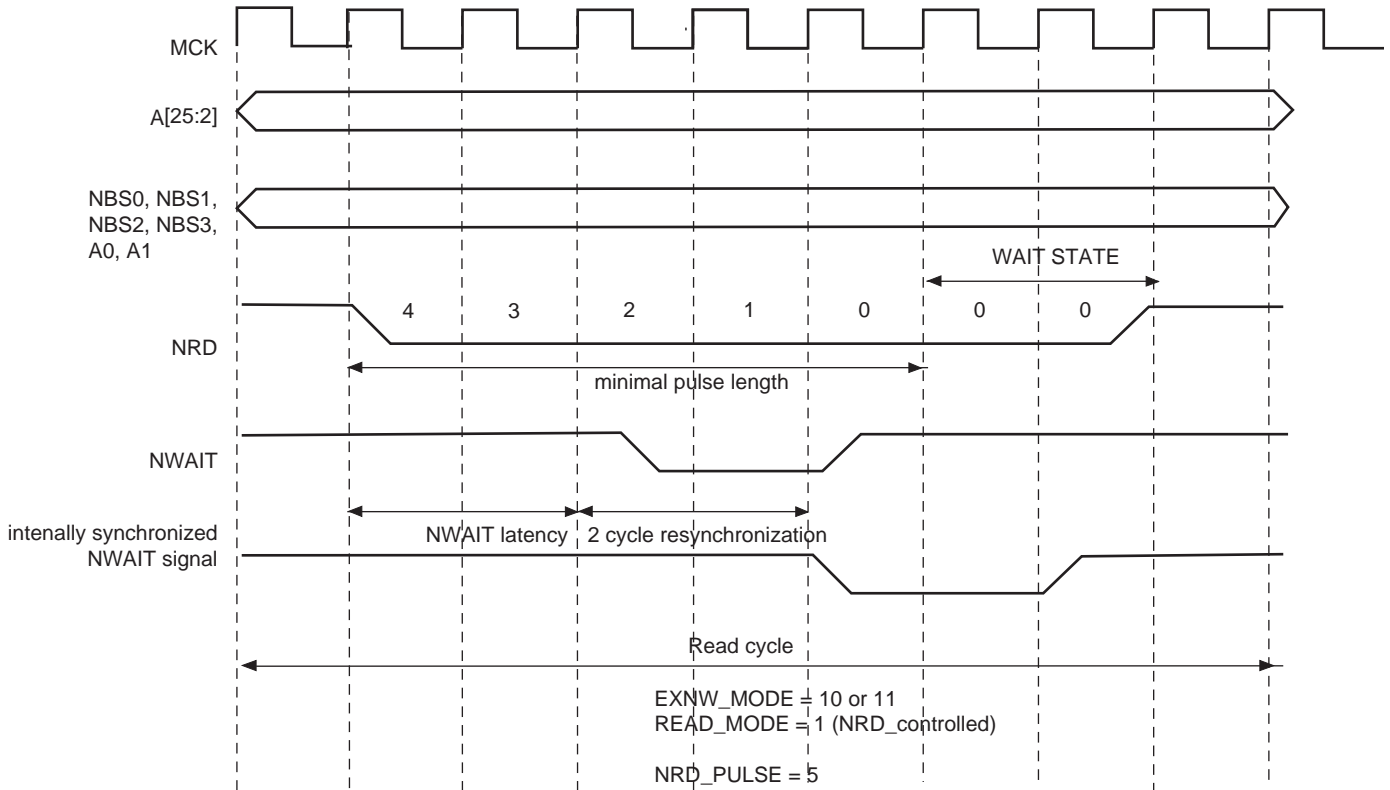 MCK
A[25:2]
NBS0, NBS1,
NBS2, NBS3,
A0, A1
WAIT STATE
4 3 2 1 0 0 0
NRD
minimal pulse length
NWAIT
intenally synchronized
NWAIT signal
NWAIT latency 2 cycle resynchronization
Read cycle
EXNW_MODE = 10 or 11
READ_MODE = 1 (NRD_controlled)
NRD_PULSE = 5